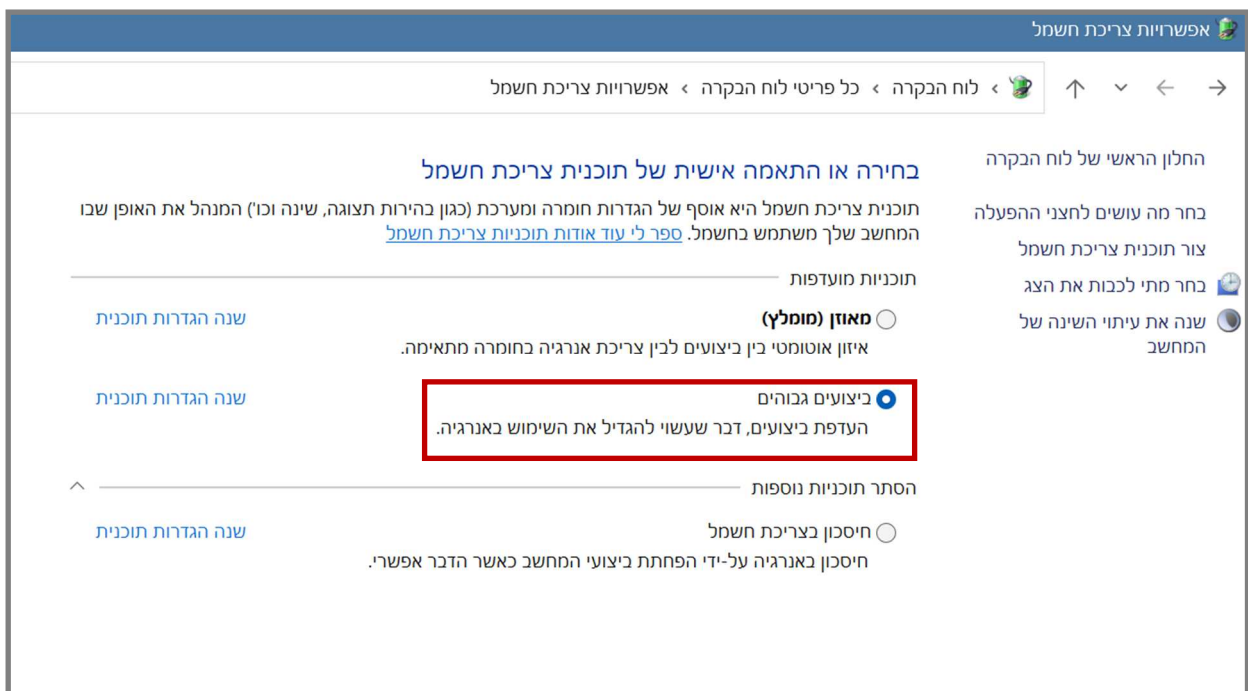 אפשרויות צריכת חשמל
לוח הבקרה › כל פריטי לוח הבקרה › אפשרויות צריכת חשמל
החלון הראשי של לוח הבקרה
בחר מה עושים לחצני ההפעלה
צור תוכנית צריכת חשמל
בחר מתי לכבות את הצג
שנה את עיתוי השינה של
המחשב
בחירה או התאמה אישית של תוכנית צריכת חשמל
תוכנית צריכת חשמל היא אוסף של הגדרות חומרה ומערכת (כגון בהירות תצוגה, שינה וכו') המנהל את האופן שבו
המחשב שלך משתמש בחשמל. ספר לי עוד אודות תוכניות צריכת חשמל
תוכניות מועדפות
מאוזן (מומלץ) שנה הגדרות תוכנית
איזון אוטומטי בין ביצועים לבין צריכת אנרגיה בחומרה מתאימה.
ביצועים גבוהים שנה הגדרות תוכנית
העדפת ביצועים, דבר שעשוי להגדיל את השימוש באנרגיה.
הסתר תוכניות נוספות
חיסכון בצריכת חשמל שנה הגדרות תוכנית
חיסכון באנרגיה על-ידי הפחתת ביצועי המחשב כאשר הדבר אפשרי.